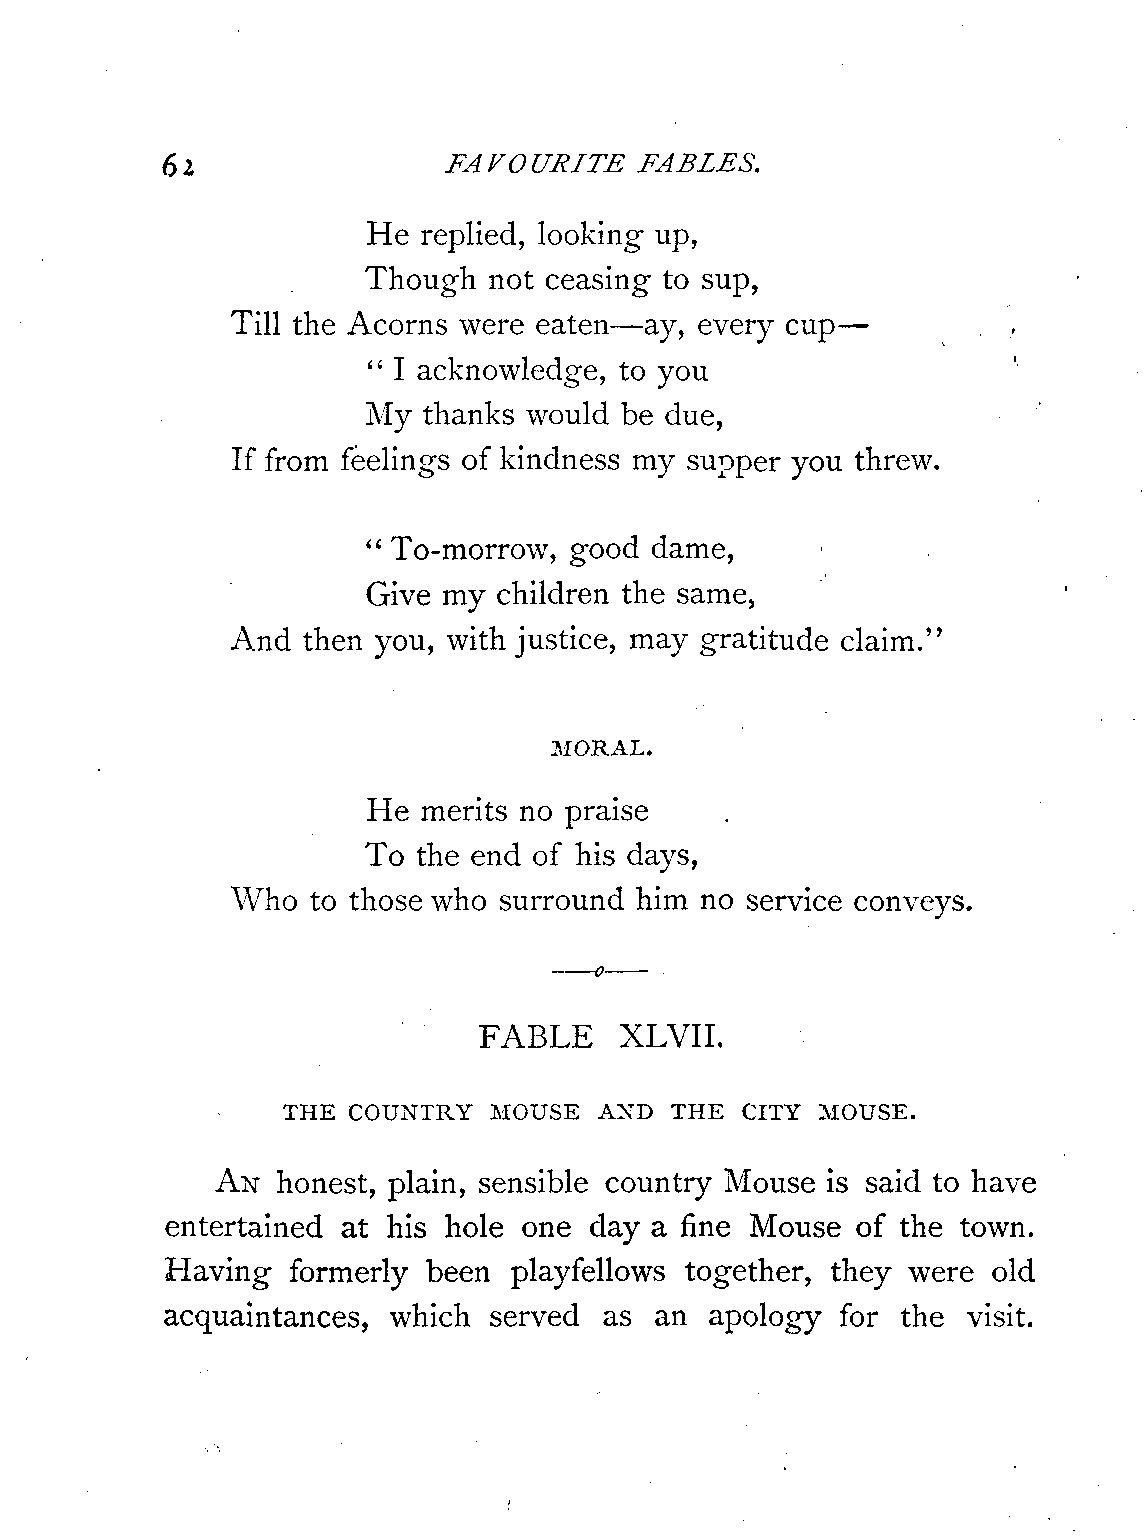 62 FAVOURITE FABLES.
He replied, looking up,
Though not ceasing to sup,
Till the Acorns were eaten—ay, every cup—
“ I acknowledge, to you
My thanks would be due,
If from feelings of kindness my supper you threw.
“ To-morrow, good dame,
Give my children the same,
And then you, with justice, may gratitude claim.”
MORAL.
He merits no praise
To the end of his days,
Who to those who surround him no service conveys.
——o——
FABLE XLVII.
THE COUNTRY MOUSE AND THE CITY MOUSE.
AN honest, plain, sensible country Mouse is said to have
entertained at his hole one day a fine Mouse of the town.
Having formerly been playfellows together, they were old
acquaintances, which served as an apology for the visit.